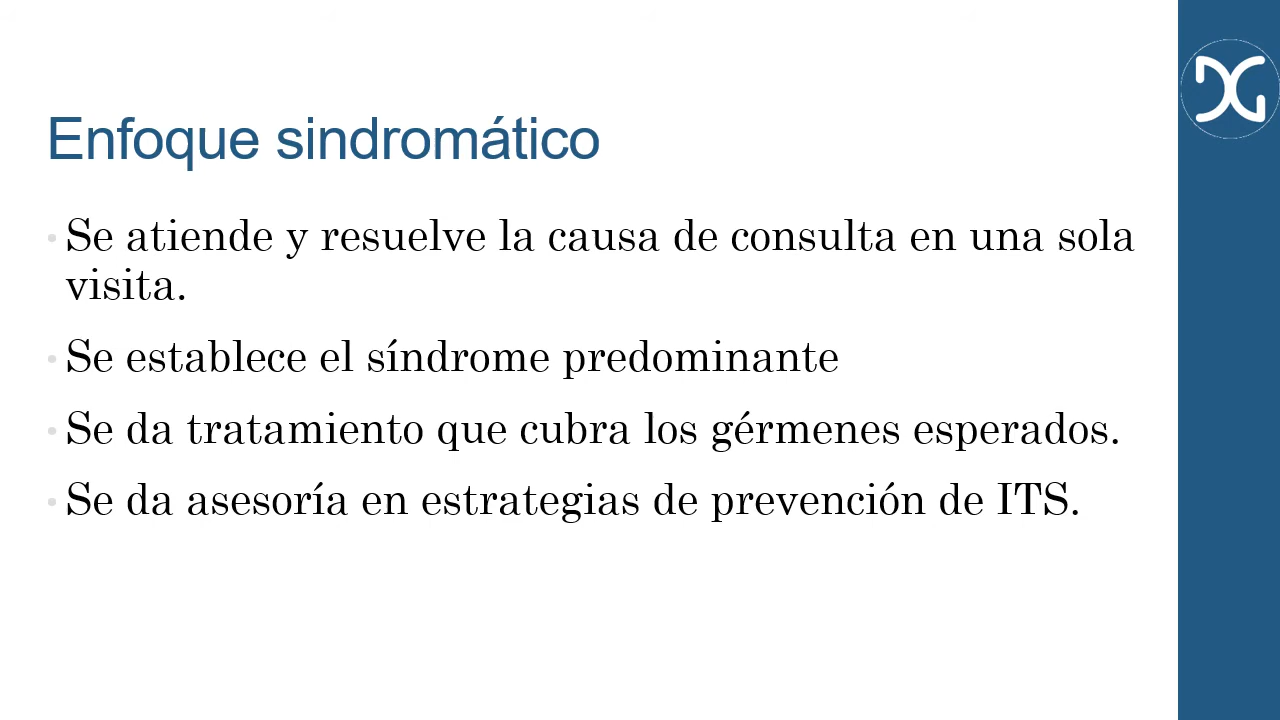 Enfoque sindromático
• Se atiende y resuelve la causa de consulta en una sola
visita.
• Se establece el síndrome predominante
• Se da tratamiento que cubra los gérmenes esperados.
• Se da asesoría en estrategias de prevención de ITS.